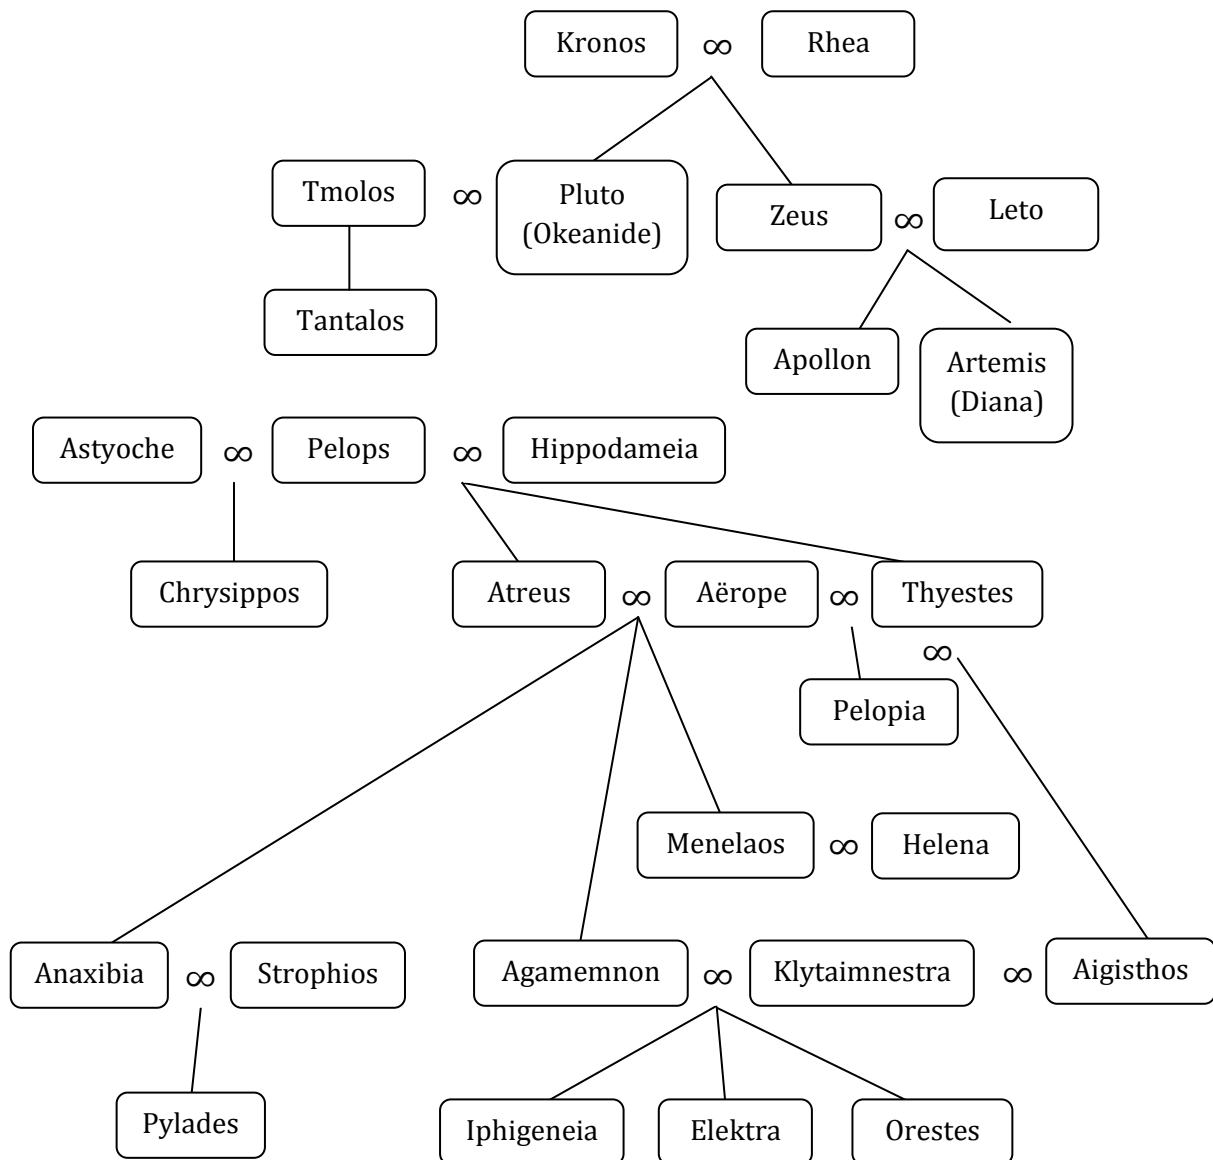 Kronos ∞ Rhea
Tmolos ∞ Pluto
(Okeanide)
Zeus ∞ Leto
Tantalos
Apollon
Artemis
(Diana)
Astyoche ∞ Pelops ∞ Hippodameia
Chrysippos
Atreus ∞ Aërope ∞ Thyestes
∞
Pelopia
Menelaos ∞ Helena
Anaxibia ∞ Strophios
Agamemnon ∞ Klytaimnestra ∞ Aigisthos
Pylades
Iphigeneia
Elektra
Orestes